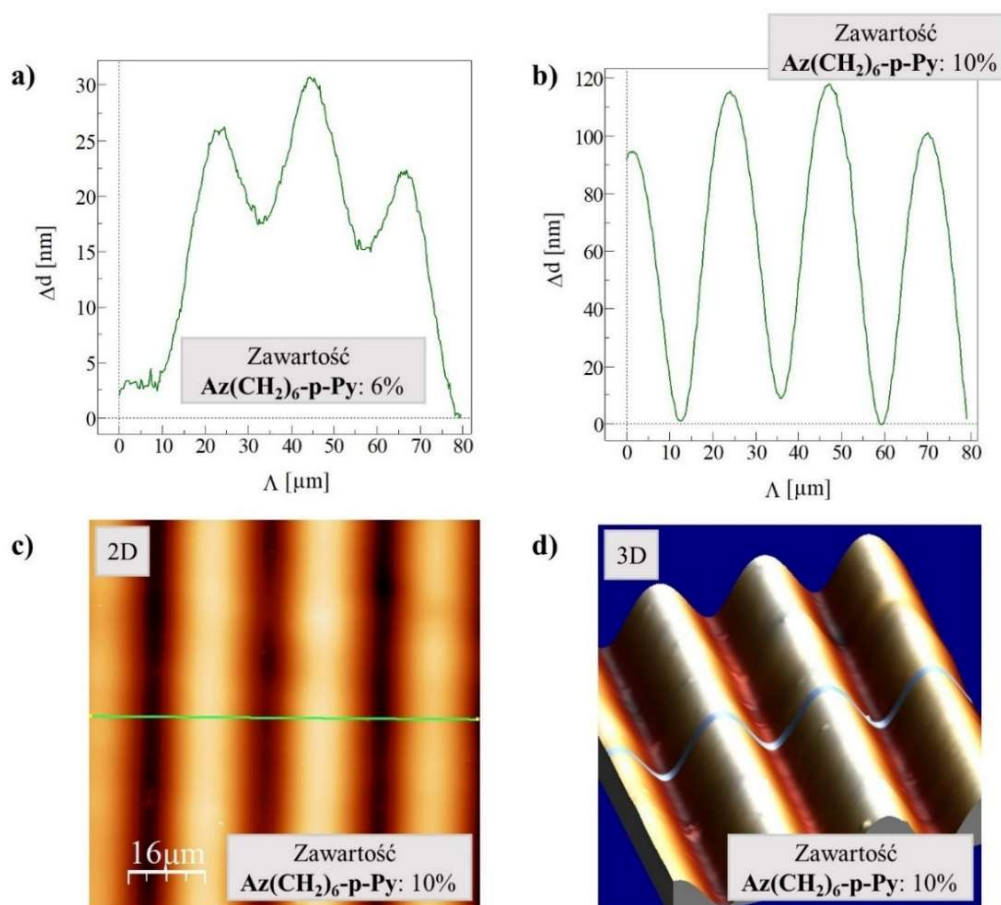 a)
Zawartość
Az(CH2)6-p-Py: 6%
Δd [nm]
30
25
20
15
30
5
0
0 10 20 30 40 50 60 70 80
Λ [µm]
b)
Zawartość
Az(CH2)6-p-Py: 10%
Δd [nm]
120
100
80
60
40
20
0
0 10 20 30 40 50 60 70 80
Λ [µm]
c)
2D
16µm
Zawartość
Az(CH2)6-p-Py: 10%
d)
3D
Zawartość
Az(CH2)6-p-Py: 10%